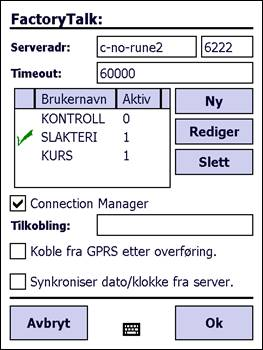 FactoryTalk:
Serveradr: c-no-rune2 6222
Timeout: 60000
Brukernavn Aktiv Ny
KONTROLL 0
SLAKTERI 1 Rediger
KURS 1
Slett
Connection Manager
Tilkobling:
Koble fra GPRS etter overføring.
Synkroniser dato/klokke fra server.
Avbryt Ok